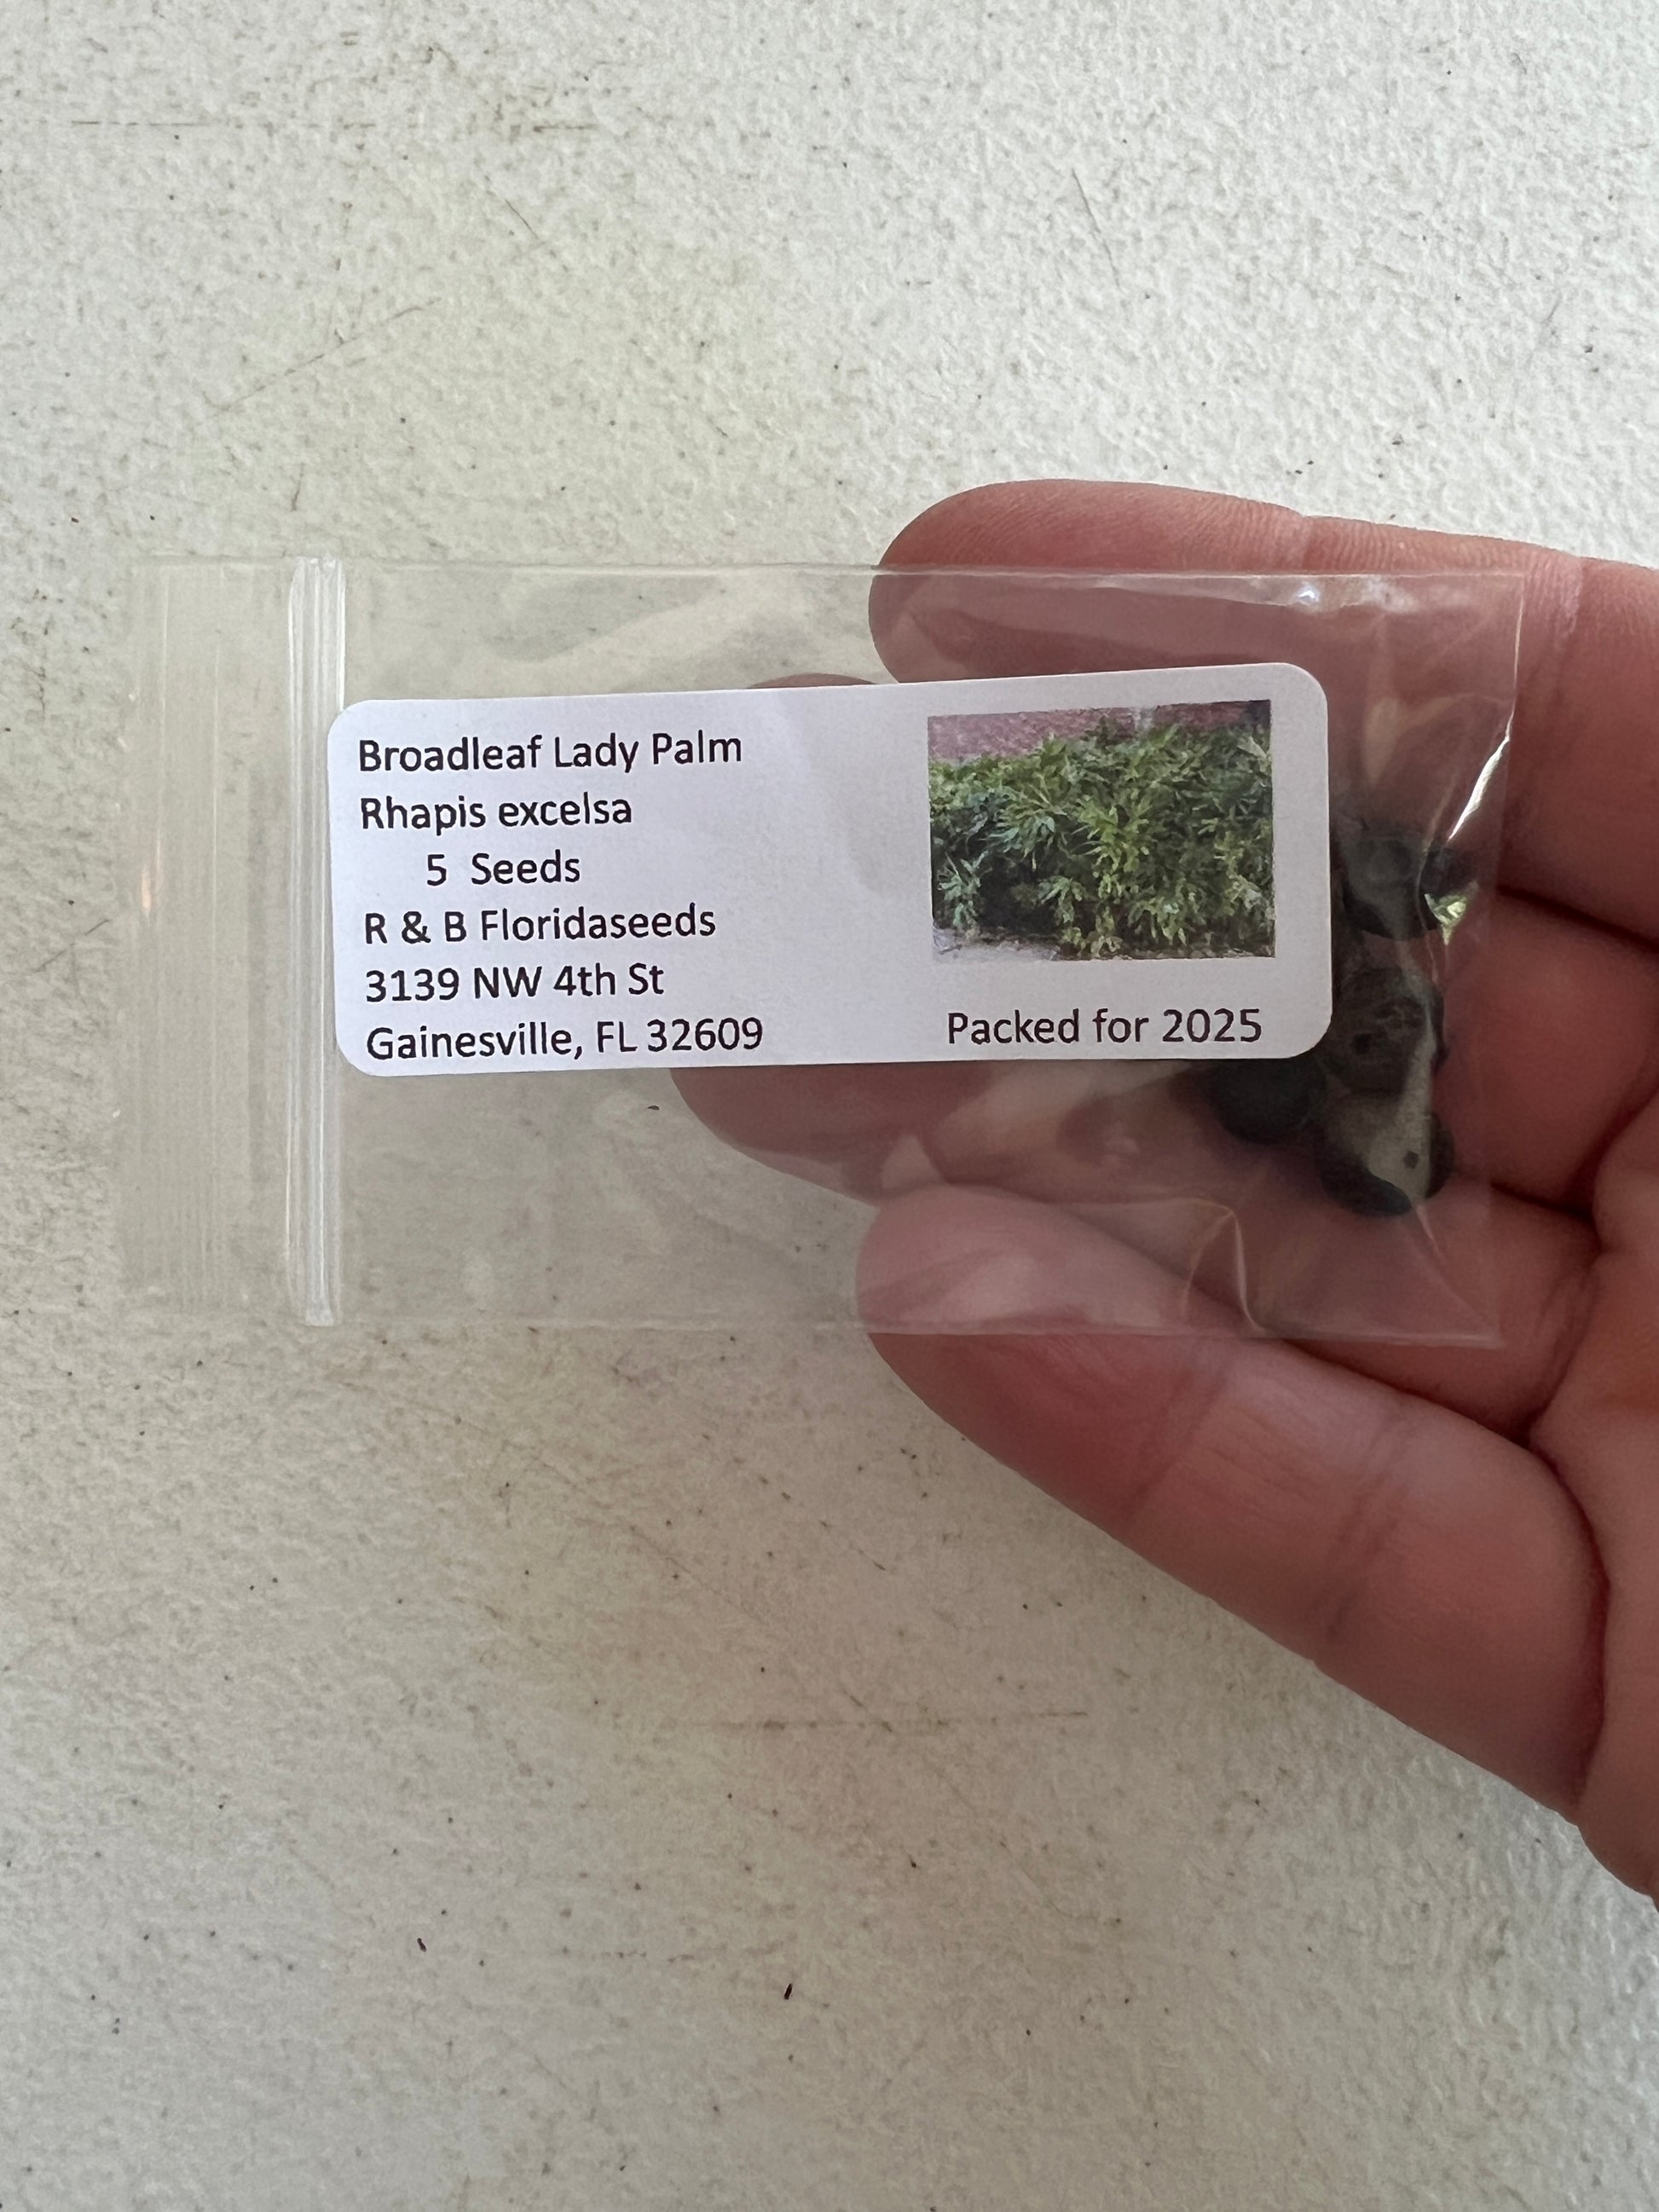 Broadleaf Lady Palm
Rhapis excelsa
5 Seeds
R & B Floridaseeds
3139 NW 4th St
Gainesville, FL 32609
Packed for 2025